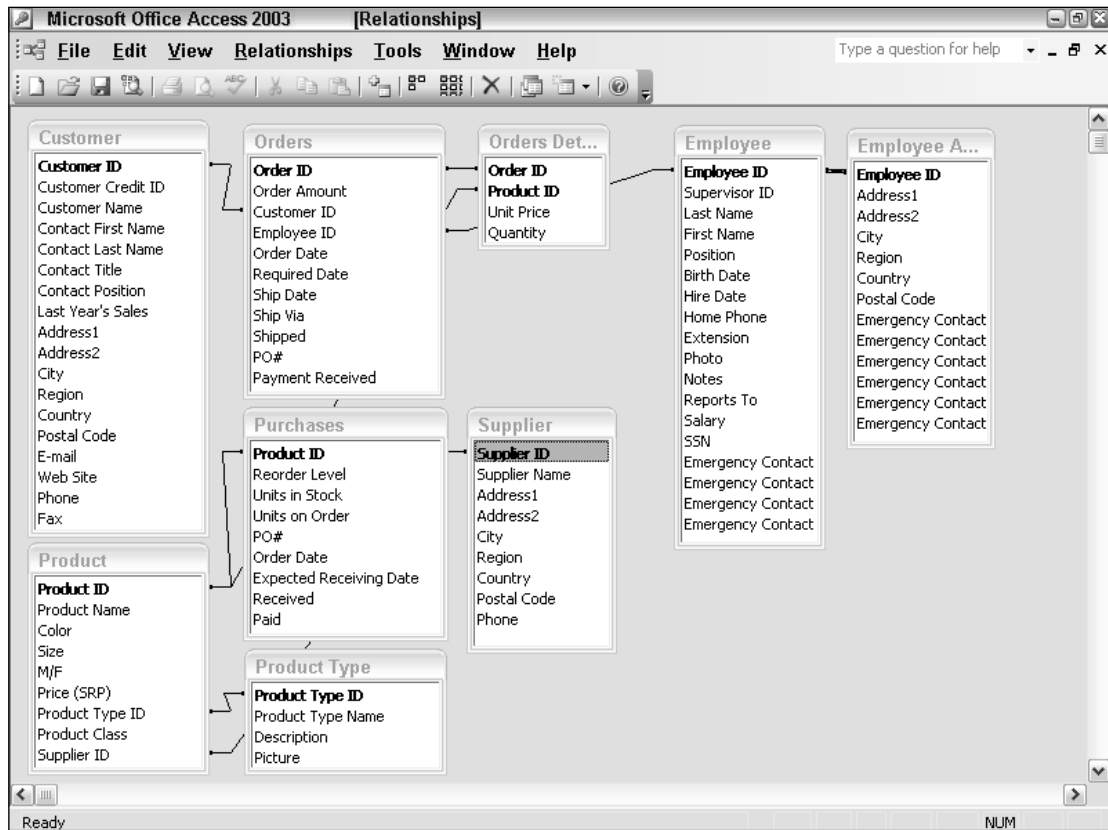 Microsoft Office Access 2003 [Relationships]
File Edit View Relationships Tools Window Help
Type a question for help
Customer
Customer ID
Customer Credit ID
Customer Name
Contact First Name
Contact Last Name
Contact Title
Contact Position
Last Year's Sales
Address1
Address2
City
Region
Country
Postal Code
E-mail
Web Site
Phone
Fax
Orders
Order ID
Order Amount
Customer ID
Employee ID
Order Date
Required Date
Ship Date
Ship Via
Shipped
PO#
Payment Received
Orders Det...
Order ID
Product ID
Unit Price
Quantity
Employee
Employee ID
Supervisor ID
Last Name
First Name
Position
Birth Date
Hire Date
Home Phone
Extension
Photo
Notes
Reports To
Salary
SSN
Emergency Contact
Emergency Contact
Emergency Contact
Emergency Contact
Employee A...
Employee ID
Address1
Address2
City
Region
Country
Postal Code
Emergency Contact
Emergency Contact
Emergency Contact
Emergency Contact
Emergency Contact
Emergency Contact
Purchases
Product ID
Reorder Level
Units in Stock
Units on Order
PO#
Order Date
Expected Receiving Date
Received
Paid
Supplier
Supplier ID
Supplier Name
Address1
Address2
City
Region
Country
Postal Code
Phone
Product
Product ID
Product Name
Color
Size
M/F
Price (SRP)
Product Type ID
Product Class
Supplier ID
Product Type
Product Type ID
Product Type Name
Description
Picture
Ready
NUM